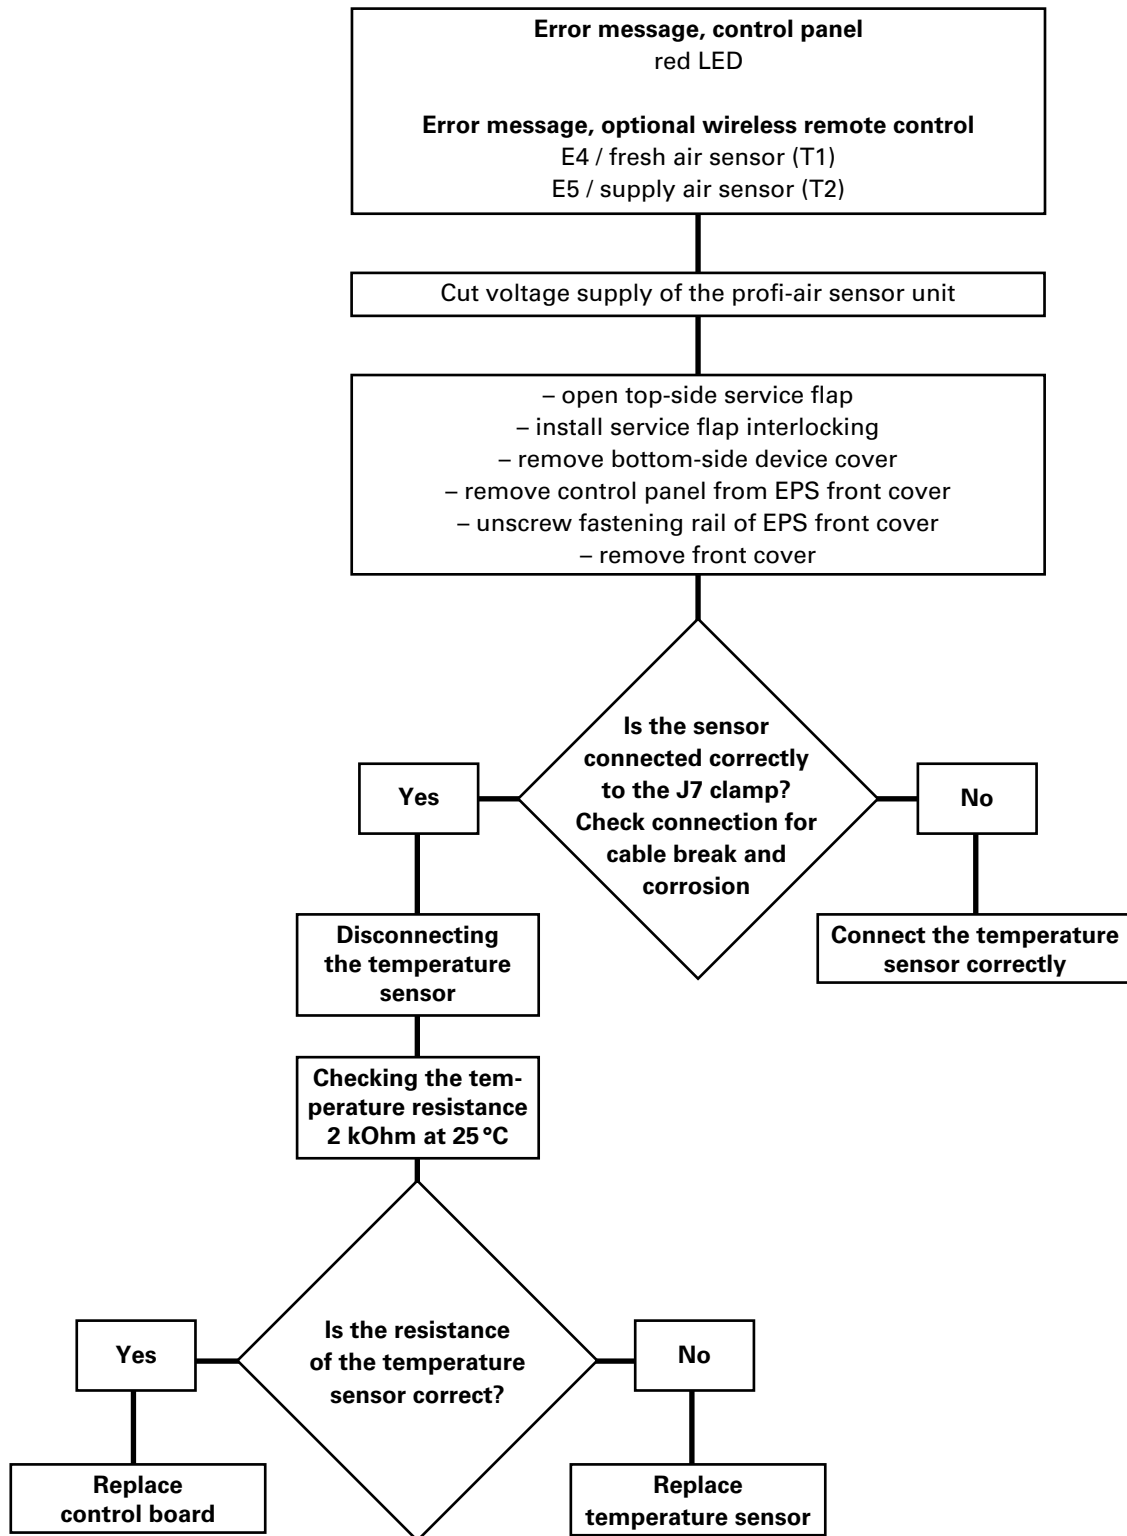 Error message, control panel
red LED
Error message, optional wireless remote control
E4 / fresh air sensor (T1)
E5 / supply air sensor (T2)
Cut voltage supply of the profi-air sensor unit
– open top-side service flap
– install service flap interlocking
– remove bottom-side device cover
– remove control panel from EPS front cover
– unscrew fastening rail of EPS front cover
– remove front cover
Is the sensor
connected correctly
to the J7 clamp?
Check connection for
cable break and
corrosion
Yes
No
Disconnecting
the temperature
sensor
Connect the temperature
sensor correctly
Checking the tem-
perature resistance
2 kOhm at 25 °C
Is the resistance
of the temperature
sensor correct?
Yes
No
Replace
control board
Replace
temperature sensor